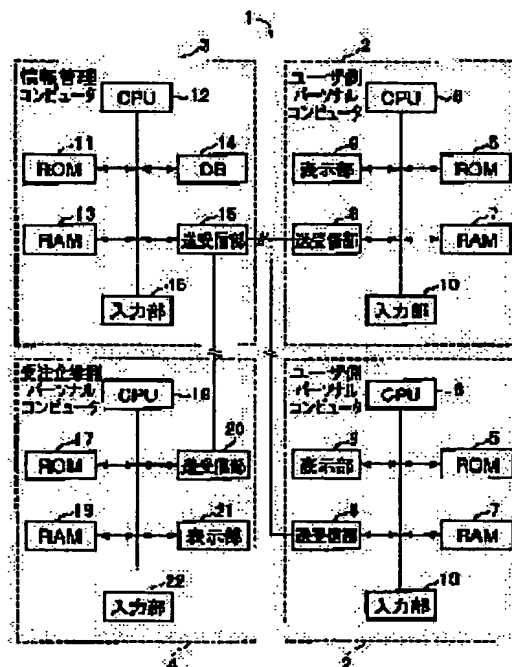 1
3
情報管理
コンピュータ
CPU
12
11
ROM
14
DB
13
RAM
15
送受信部
16
入力部
2
ユーザ側
パーソナル
コンピュータ
CPU
6
9
表示部
5
ROM
8
送受信部
7
RAM
10
入力部
受注企業側
パーソナル
コンピュータ
CPU
18
17
ROM
20
送受信部
19
RAM
21
表示部
22
入力部
4
ユーザ側
パーソナル
コンピュータ
CPU
6
9
表示部
5
ROM
8
送受信部
7
RAM
10
入力部
2